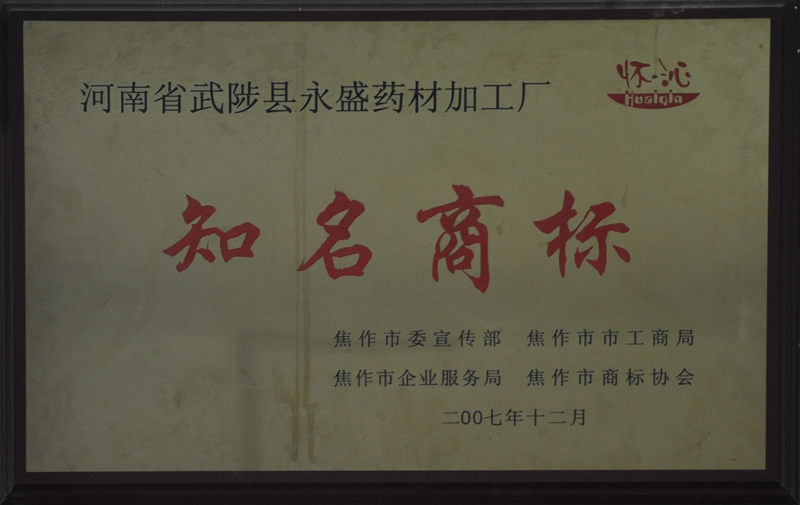 河南省武陟县永盛药材加工厂
怀沁
Huaiqin
知名商标
焦作市委宣传部 焦作市市工商局
焦作市企业服务局 焦作市商标协会
二00七年十二月